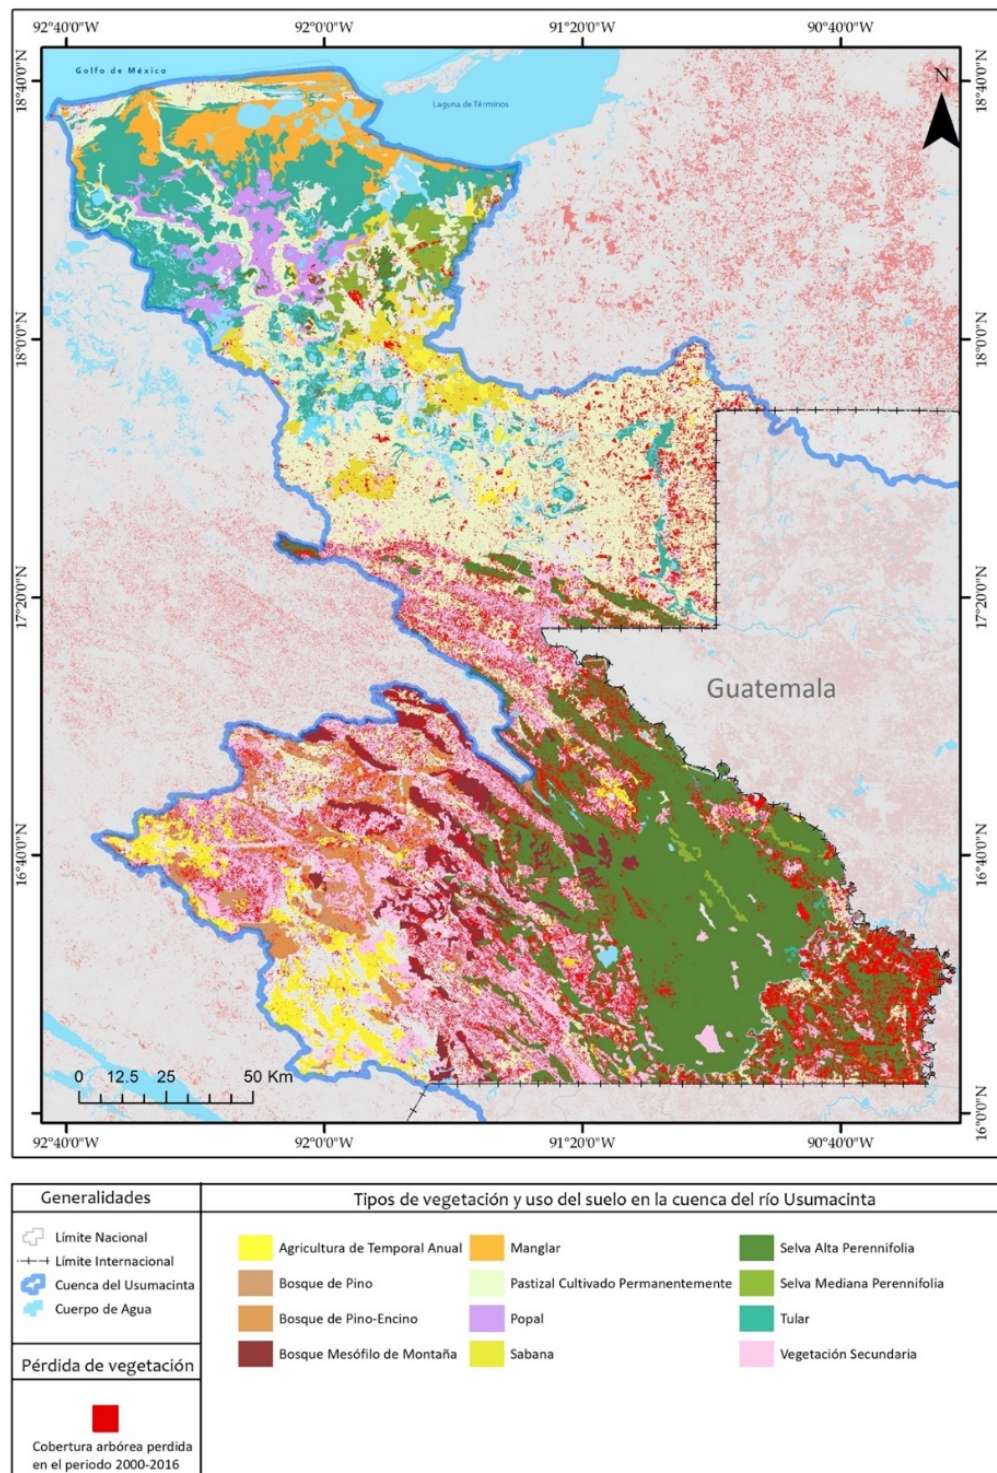 92°40'0"W 92°0'0"W 91°20'0"W 90°40'0"W
18°40'0"N
18°40'0"N
Golfo de México
N
Laguna de Términos
18°0'0"N
18°0'0"N
17°20'0"N
17°20'0"N
Guatemala
16°40'0"N
16°40'0"N
0 12.5 25 50 Km
16°0'0"N
92°40'0"W 92°0'0"W 91°20'0"W 90°40'0"W
Generalidades
Límite Nacional
Límite Internacional
Cuenca del Usumacinta
Cuerpo de Agua
Pérdida de vegetación
Cobertura arbórea perdida
en el periodo 2000-2016
Tipos de vegetación y uso del suelo en la cuenca del río Usumacinta
Agricultura de Temporal Anual
Bosque de Pino
Bosque de Pino-Encino
Bosque Mesófilo de Montaña
Manglar
Pastizal Cultivado Permanentemente
Popal
Sabana
Selva Alta Perennifolia
Selva Mediana Perennifolia
Tular
Vegetación Secundaria